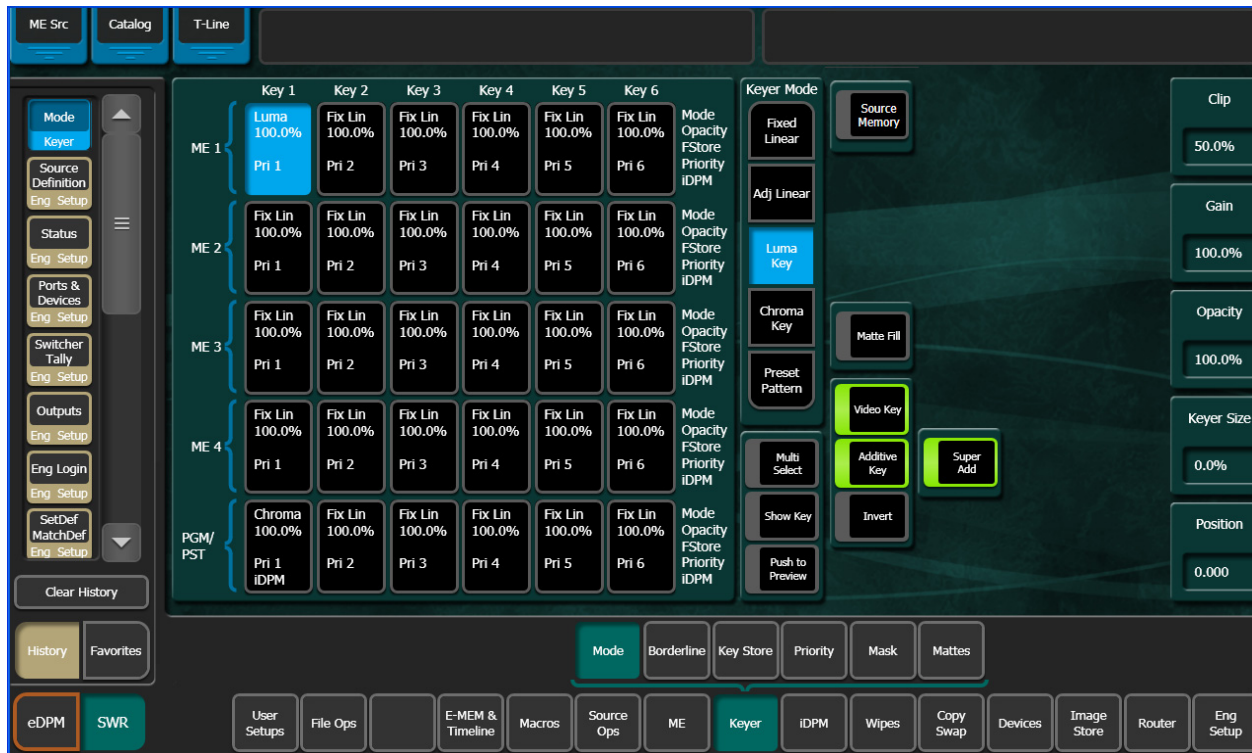 ME Src
Catalog
T-Line
Mode
Keyer
Source
Definition
Eng Setup
Status
Eng Setup
Ports &
Devices
Eng Setup
Switcher
Tally
Eng Setup
Outputs
Eng Setup
Eng Login
Eng Setup
SetDef
MatchDef
Eng Setup
Clear History
History
Favorites
eDPM
SWR
Key 1 Key 2 Key 3 Key 4 Key 5 Key 6
ME 1
Luma Fix Lin Fix Lin Fix Lin Fix Lin Fix Lin Mode
100.0% 100.0% 100.0% 100.0% 100.0% 100.0% Opacity
FStore
Pri 1 Pri 2 Pri 3 Pri 4 Pri 5 Pri 6 Priority
iDPM
ME 2
Fix Lin Fix Lin Fix Lin Fix Lin Fix Lin Fix Lin Mode
100.0% 100.0% 100.0% 100.0% 100.0% 100.0% Opacity
FStore
Pri 1 Pri 2 Pri 3 Pri 4 Pri 5 Pri 6 Priority
iDPM
ME 3
Fix Lin Fix Lin Fix Lin Fix Lin Fix Lin Fix Lin Mode
100.0% 100.0% 100.0% 100.0% 100.0% 100.0% Opacity
FStore
Pri 1 Pri 2 Pri 3 Pri 4 Pri 5 Pri 6 Priority
iDPM
ME 4
Fix Lin Fix Lin Fix Lin Fix Lin Fix Lin Fix Lin Mode
100.0% 100.0% 100.0% 100.0% 100.0% 100.0% Opacity
FStore
Pri 1 Pri 2 Pri 3 Pri 4 Pri 5 Pri 6 Priority
iDPM
PGM/
PST
Chroma Fix Lin Fix Lin Fix Lin Fix Lin Fix Lin Mode
100.0% 100.0% 100.0% 100.0% 100.0% 100.0% Opacity
FStore
Pri 1 Pri 2 Pri 3 Pri 4 Pri 5 Pri 6 Priority
iDPM iDPM
Keyer Mode
Fixed
Linear
Adj Linear
Luma
Key
Chroma
Key
Preset
Pattern
Multi
Select
Show Key
Push to
Preview
Source
Memory
Matte Fill
Video Key
Additive
Key
Invert
Super
Add
Clip
50.0%
Gain
100.0%
Opacity
100.0%
Keyer Size
0.0%
Position
0.000
Mode
Borderline
Key Store
Priority
Mask
Mattes
User
Setups
File Ops
E-MEM &
Timeline
Macros
Source
Ops
ME
Keyer
iDPM
Wipes
Copy
Swap
Devices
Image
Store
Router
Eng
Setup